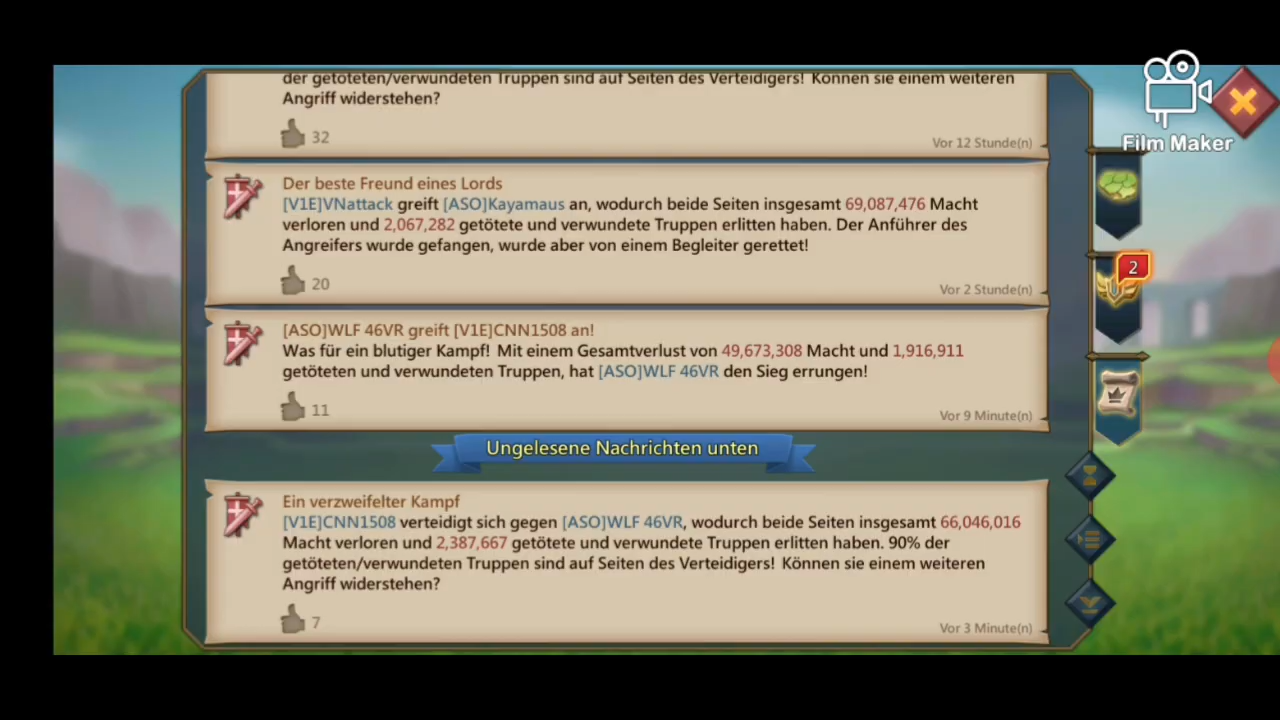 der getöteten/verwundeten Truppen sind auf Seiten des Verteidigers! Können sie einem weiteren
Angriff widerstehen?
32
Vor 12 Stunde(n)
Film Maker
Der beste Freund eines Lords
[V1E]VNattack greift [ASO]Kayamaus an, wodurch beide Seiten insgesamt 69,087,476 Macht
verloren und 2,067,282 getötete und verwundete Truppen erlitten haben. Der Anführer des
Angreifers wurde gefangen, wurde aber von einem Begleiter gerettet!
20
Vor 2 Stunde(n)
2
[ASO]WLF 46VR greift [V1E]CNN1508 an!
Was für ein blutiger Kampf! Mit einem Gesamtverlust von 49,673,308 Macht und 1,916,911
getöteten und verwundeten Truppen, hat [ASO]WLF 46VR den Sieg errungen!
11
Vor 9 Minute(n)
Ungelesene Nachrichten unten
Ein verzweifelter Kampf
[V1E]CNN1508 verteidigt sich gegen [ASO]WLF 46VR, wodurch beide Seiten insgesamt 66,046,016
Macht verloren und 2,387,667 getötete und verwundete Truppen erlitten haben. 90% der
getöteten/verwundeten Truppen sind auf Seiten des Verteidigers! Können sie einem weiteren
Angriff widerstehen?
7
Vor 3 Minute(n)